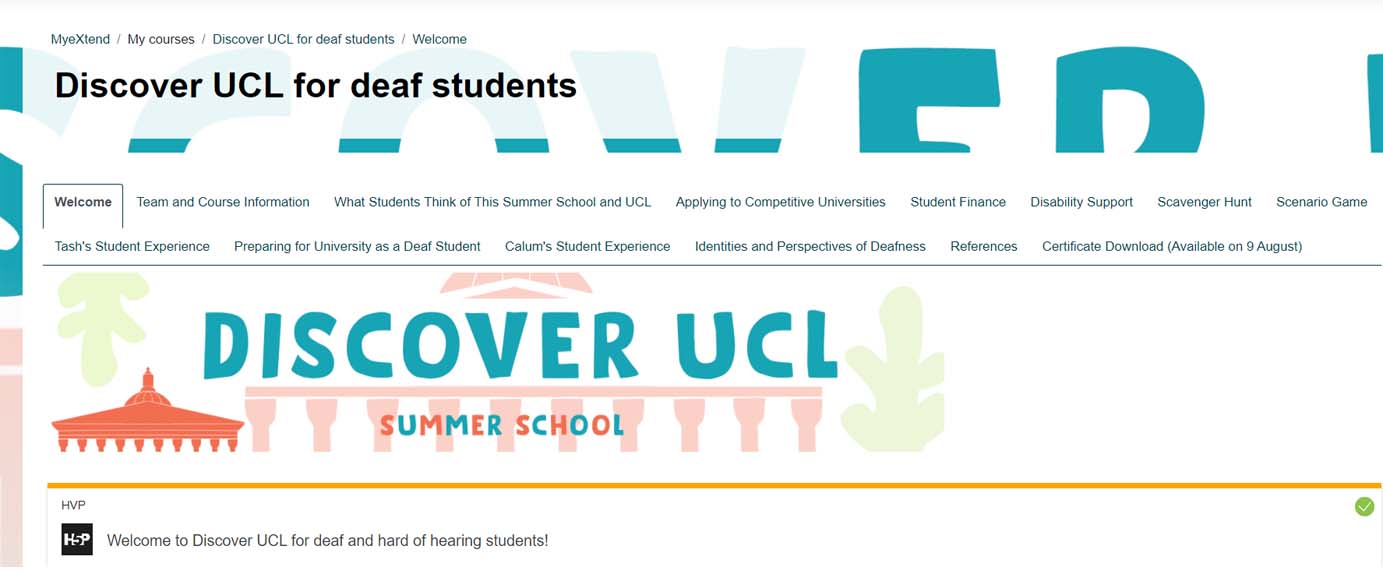 MyeXtend / My courses / Discover UCL for deaf students / Welcome
Discover UCL for deaf students
Welcome Team and Course Information What Students Think of This Summer School and UCL Applying to Competitive Universities Student Finance Disability Support Scavenger Hunt Scenario Game
Tash's Student Experience Preparing for University as a Deaf Student Calum's Student Experience Identities and Perspectives of Deafness References Certificate Download (Available on 9 August)
DISCOVER UCL
SUMMER SCHOOL
HVP
H5P Welcome to Discover UCL for deaf and hard of hearing students!